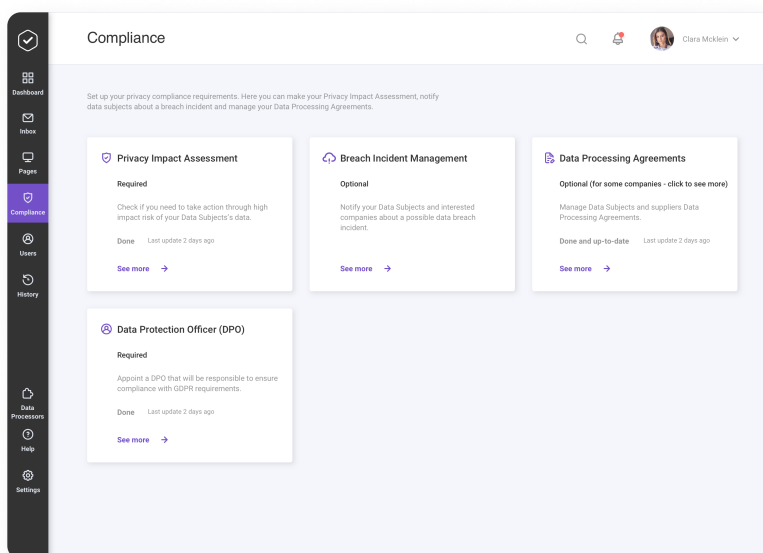 Compliance
Clara Mcklein
Dashboard
Inbox
Pages
Compliance
Users
History
Data
Processors
Help
Settings
Set up your privacy compliance requirements. Here you can make your Privacy Impact Assessment, notify
data subjects about a breach incident and manage your Data Processing Agreements.
Privacy Impact Assessment
Required
Check if you need to take action through high
impact risk of your Data Subjects's data.
Done Last update 2 days ago
See more
Breach Incident Management
Optional
Notify your Data Subjects and interested
companies about a possible data breach
incident.
See more
Data Processing Agreements
Optional (for some companies - click to see more)
Manage Data Subjects and suppliers Data
Processing Agreements.
Done and up-to-date Last update 2 days ago
See more
Data Protection Officer (DPO)
Required
Appoint a DPO that will be responsible to ensure
compliance with GDPR requirements.
Done Last update 2 days ago
See more